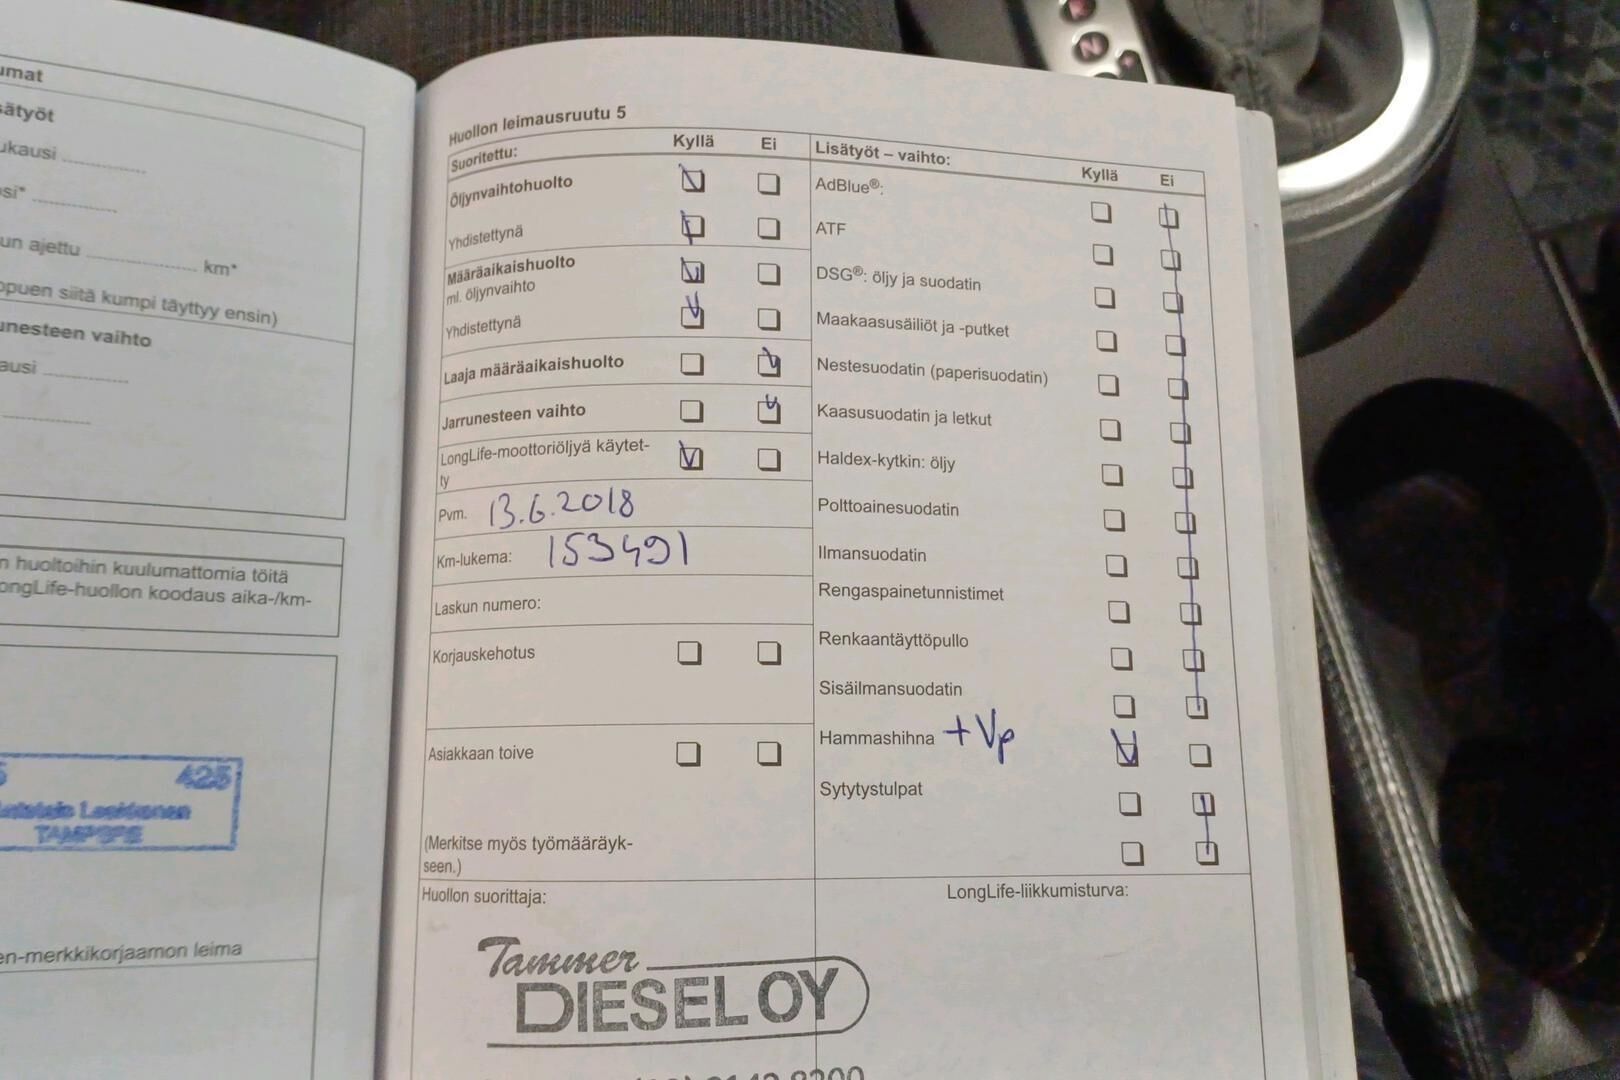 umat
sätyöt
ukausi
si*
un ajettu km*
ppuen siitä kumpi täyttyy ensin)
unesteen vaihto
ausi
n huoltoihin kuulumattomia töitä
ongLife-huollon koodaus aika-/km-
425
TAMPERE
en-merkkikorjaamon leima
Huollon leimausruutu 5
Suoritettu: Kyllä Ei
Öljynvaihtohuolto
Yhdistettynä
Määräaikaishuolto
ml. öljynvaihto
Yhdistettynä
Laaja määräaikaishuolto
Jarrunesteen vaihto
LongLife-moottoriöljyä käytet-
ty
Pvm. 13.6.2018
Km-lukema: 153491
Laskun numero:
Korjauskehotus
Asiakkaan toive
(Merkitse myös työmääräyk-
seen.)
Lisätyöt – vaihto: Kyllä Ei
AdBlue®:
ATF
DSG®: öljy ja suodatin
Maakaasusäiliöt ja -putket
Nestesuodatin (paperisuodatin)
Kaasusuodatin ja letkut
Haldex-kytkin: öljy
Polttoainesuodatin
Ilmansuodatin
Rengaspainetunnistimet
Renkaantäyttöpullo
Sisäilmansuodatin
Hammashihna +Vp
Sytytystulpat
Huollon suorittaja:
LongLife-liikkumisturva:
Tammer
DIESEL OY
N